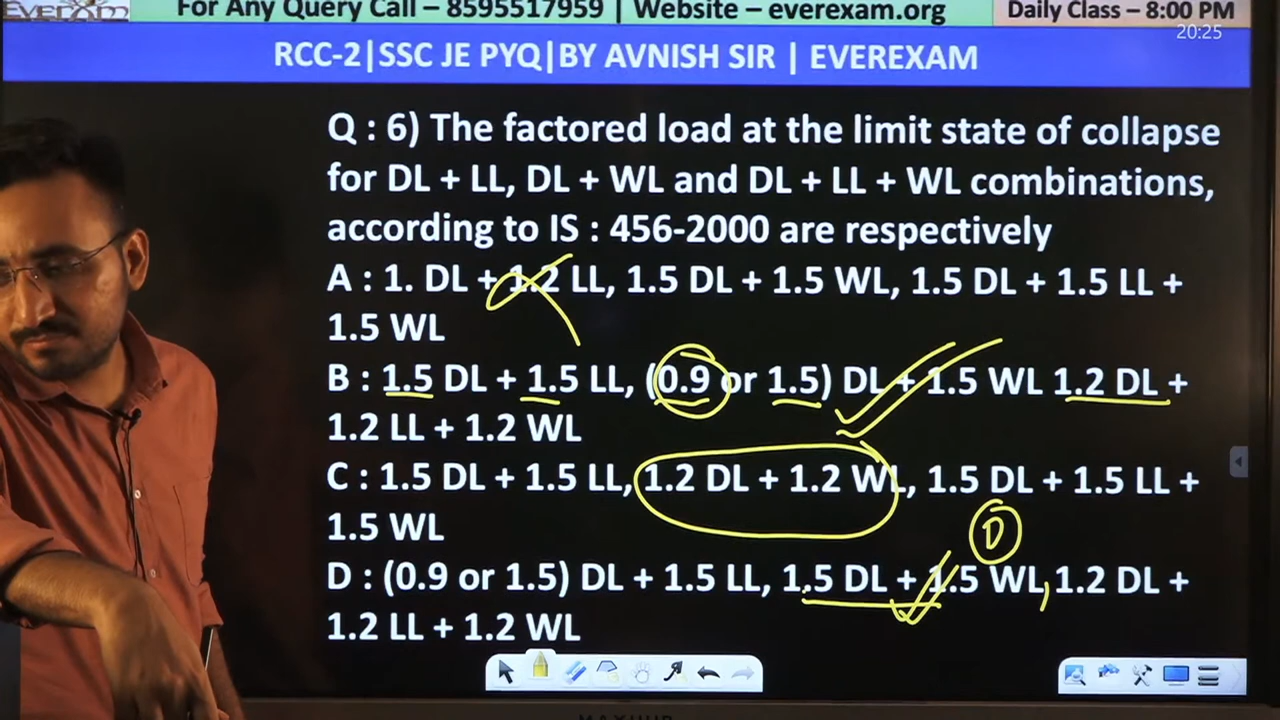 For Any Query Call – 8595517959 | Website – everexam.org
Daily Class – 8:00 PM
20:25
RCC-2|SSC JE PYQ|BY AVNISH SIR | EVEREXAM
Q : 6) The factored load at the limit state of collapse
for DL + LL, DL + WL and DL + LL + WL combinations,
according to IS : 456-2000 are respectively
A : 1. DL + 1.2 LL, 1.5 DL + 1.5 WL, 1.5 DL + 1.5 LL +
1.5 WL
B : 1.5 DL + 1.5 LL, (0.9 or 1.5) DL + 1.5 WL 1.2 DL +
1.2 LL + 1.2 WL
C : 1.5 DL + 1.5 LL, 1.2 DL + 1.2 WL, 1.5 DL + 1.5 LL +
1.5 WL
D
D : (0.9 or 1.5) DL + 1.5 LL, 1.5 DL + 1.5 WL, 1.2 DL +
1.2 LL + 1.2 WL